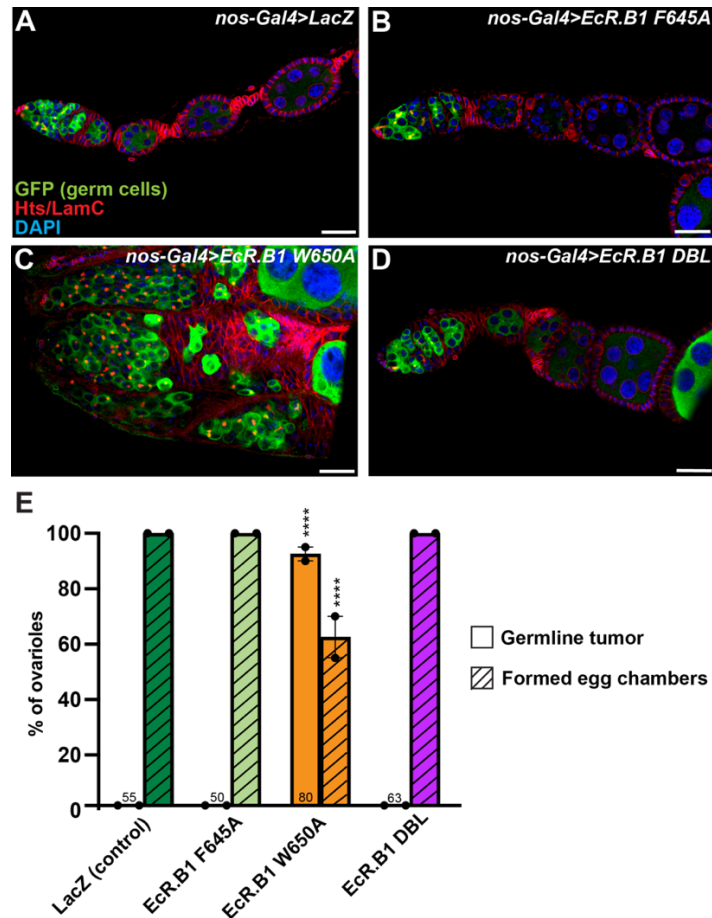 A
nos-Gal4>LacZ
GFP (germ cells)
Hts/LamC
DAPI
B
nos-Gal4>EcR.B1 F645A
C
nos-Gal4>EcR.B1 W650A
D
nos-Gal4>EcR.B1 DBL
E
% of ovarioles
100
80
60
40
20
0
55
50
80
63
****
****
LacZ (control)
EcR.B1 F645A
EcR.B1 W650A
EcR.B1 DBL
Germline tumor
Formed egg chambers